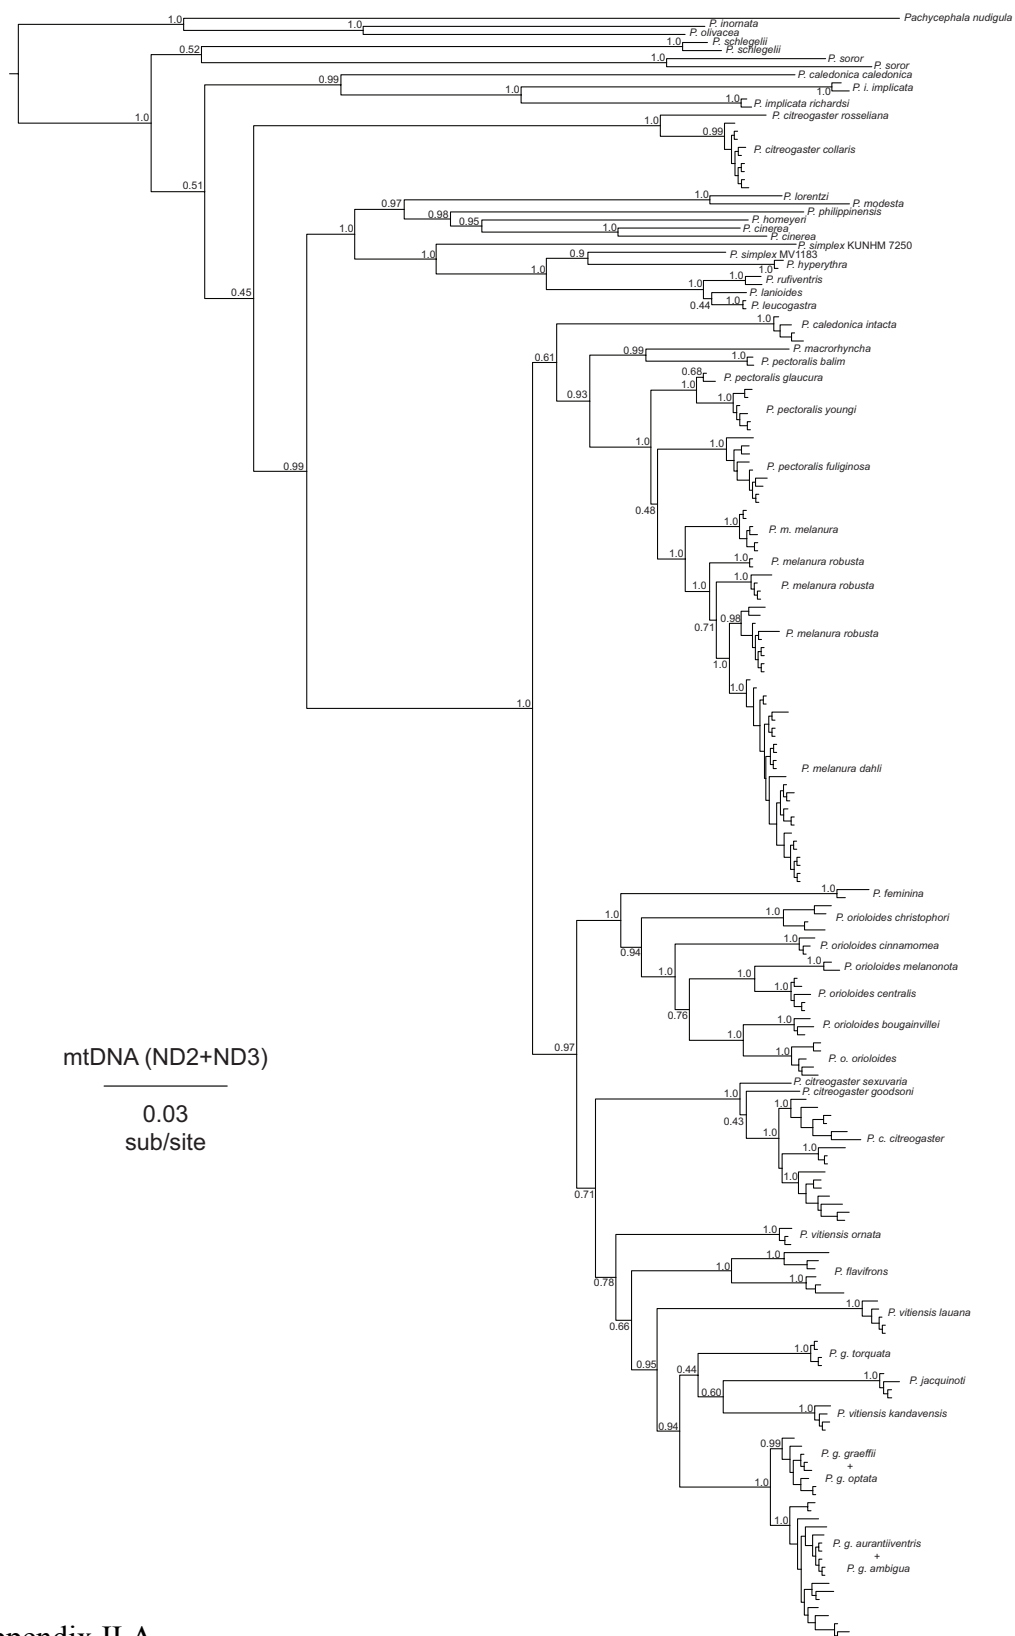 1.0
Pachycephala nudigula
1.0
P. inornata
P. olivacea
0.52
1.0
P. schlegelii
P. schlegelii
1.0
P. soror
P. soror
1.0
0.99
P. caledonica caledonica
1.0
P. i. implicata
1.0
P. implicata richardsi
0.51
1.0
P. citreogaster rosseliana
0.99
P. citreogaster collaris
0.45
1.0
0.97
1.0
P. lorentzi
P. modesta
0.98
P. philippinensis
0.95
P. homeyeri
1.0
P. cinerea
P. cinerea
1.0
P. simplex KUNHM 7250
1.0
0.9
P. simplex MV1183
1.0
P. hyperythra
1.0
1.0
P. rufiventris
P. lanioides
0.44
1.0
P. leucogastra
0.99
1.0
P. caledonica intacta
0.61
0.99
P. macrorhyncha
1.0
P. pectoralis balim
0.93
0.68
P. pectoralis glaucura
1.0
1.0
P. pectoralis youngi
1.0
1.0
P. pectoralis fuliginosa
0.48
1.0
P. m. melanura
1.0
1.0
P. melanura robusta
1.0
1.0
P. melanura robusta
0.71
0.98
P. melanura robusta
1.0
1.0
P. melanura dahli
1.0
1.0
P. feminina
1.0
1.0
P. orioloides christophori
0.94
1.0
P. orioloides cinnamomea
1.0
1.0
P. orioloides melanonota
1.0
1.0
P. orioloides centralis
0.76
1.0
P. orioloides bougainvillei
1.0
1.0
P. o. orioloides
0.97
mtDNA (ND2+ND3)
0.03
sub/site
1.0
P. citreogaster sexuvaria
P. citreogaster goodsoni
0.43
1.0
1.0
P. c. citreogaster
1.0
1.0
0.71
1.0
P. vitiensis ornata
0.78
1.0
1.0
P. flavifrons
1.0
0.66
1.0
P. vitiensis lauana
0.95
0.44
1.0
P. g. torquata
0.60
1.0
P. jacquinoti
1.0
P. vitiensis kandavensis
0.94
0.99
P. g. graeffii
+
P. g. optata
1.0
1.0
P. g. aurantiiventris
+
P. g. ambigua